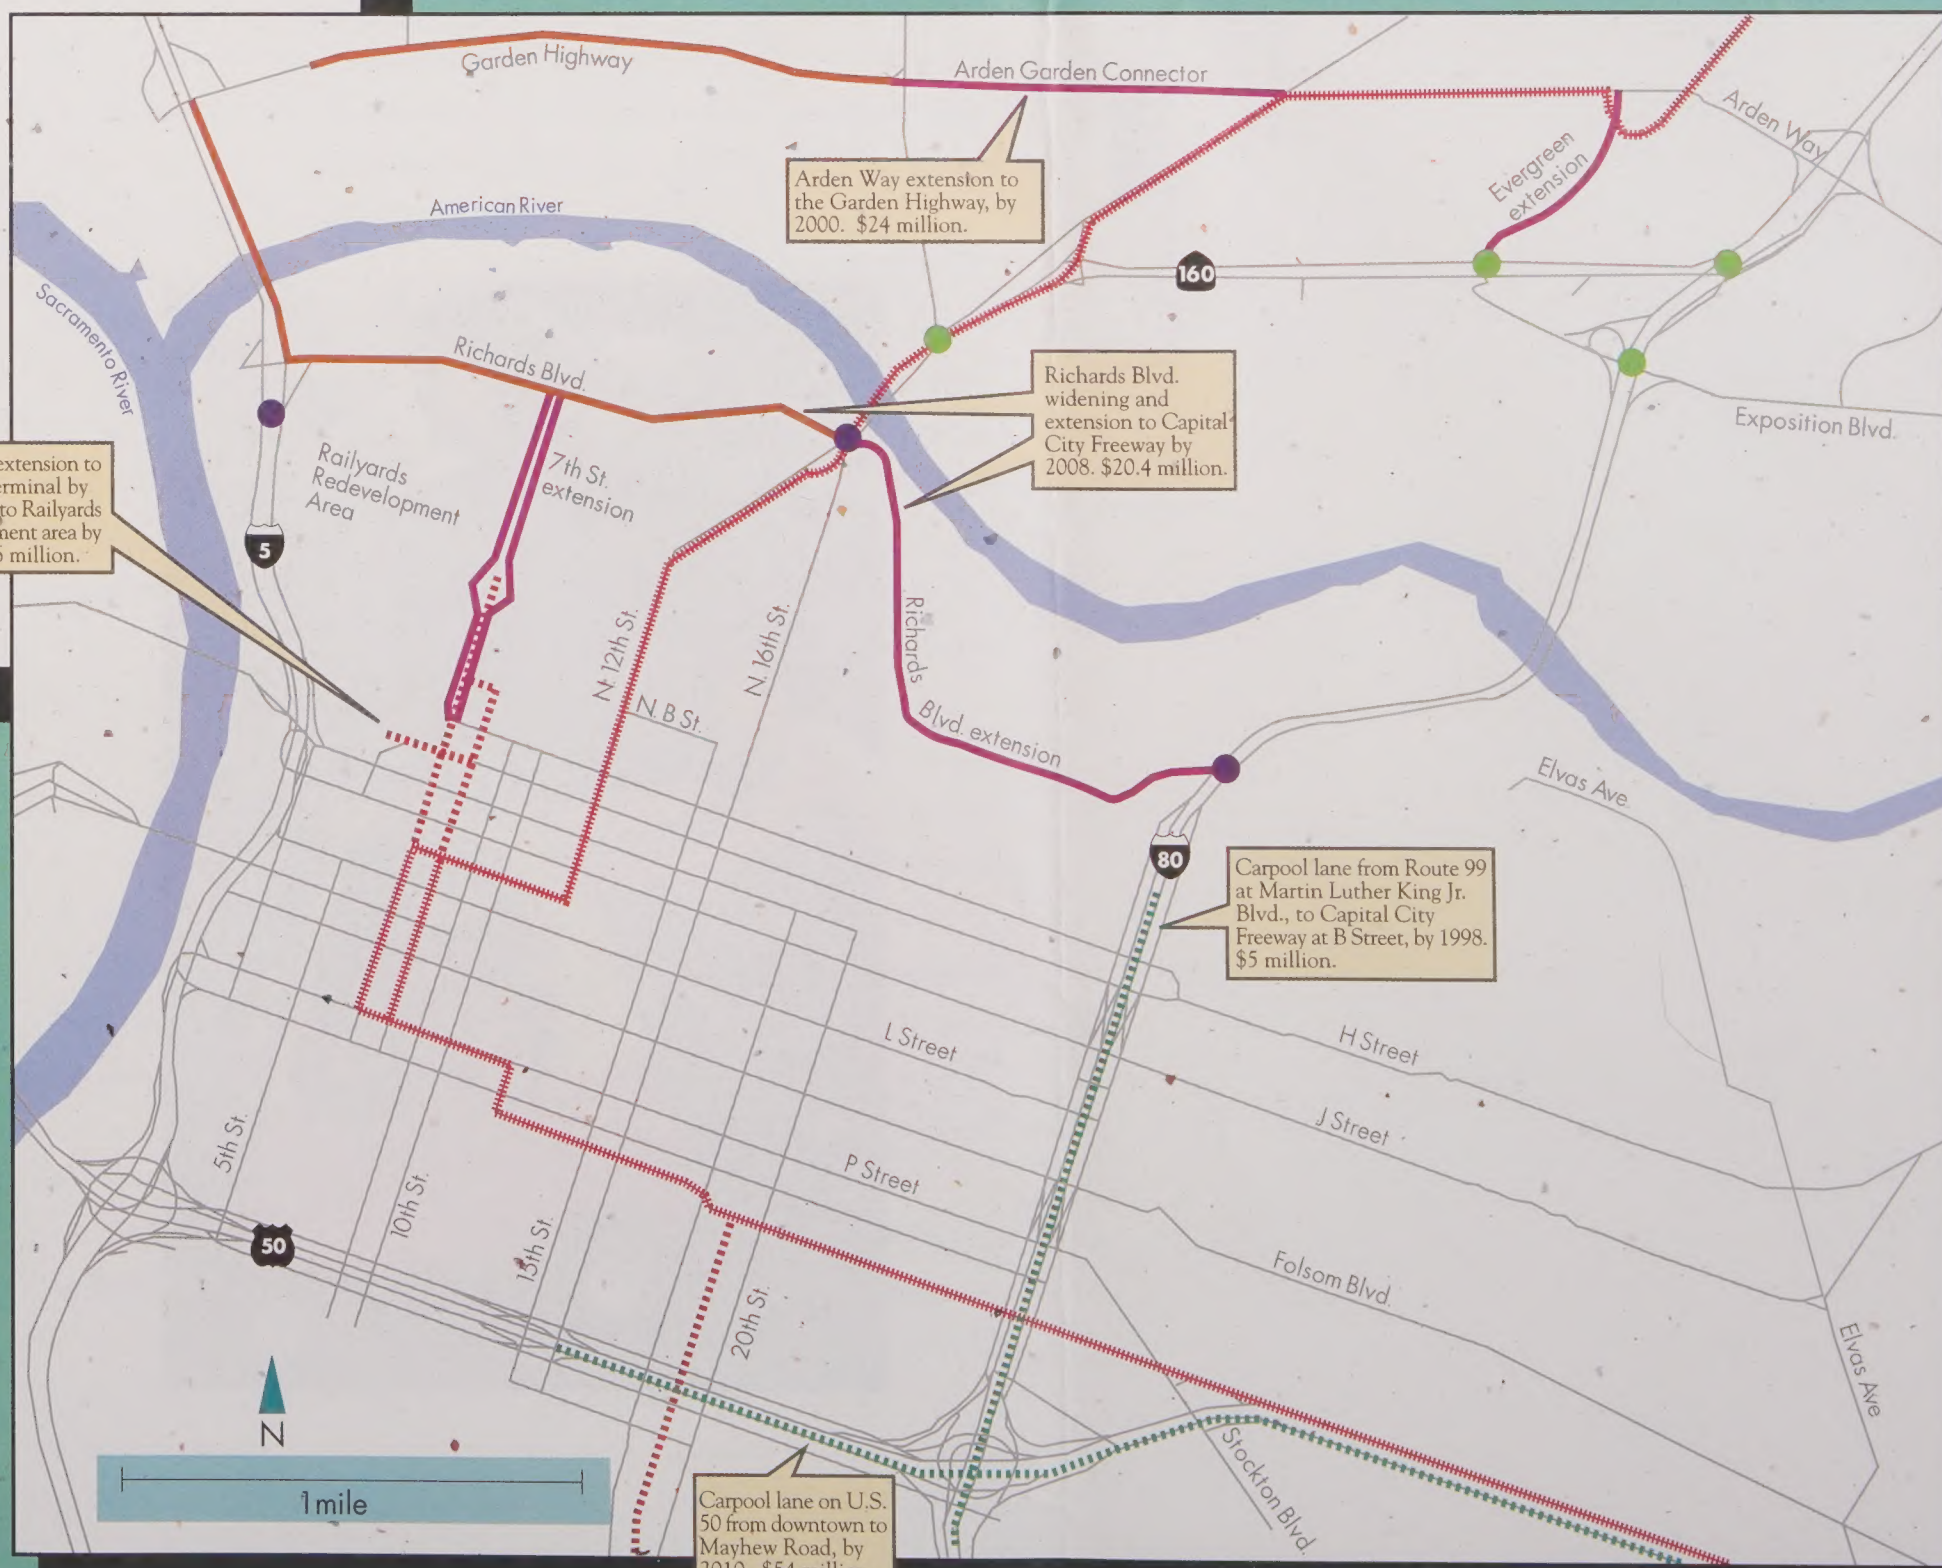 Garden Highway
Arden Garden Connector
Arden Way
Evergreen
extension
Arden Way extension to
the Garden Highway, by
2000. $24 million.
American River
Sacramento River
160
Richards Blvd.
Richards Blvd.
widening and
extension to Capital
City Freeway by
2008. $20.4 million.
Exposition Blvd.
Railyards
Redevelopment
Area
7th St.
extension
5
extension to
to Railyards
area by
million.
N. 12th St.
N. 16th St.
N. B St.
Richards
Blvd. extension
Elvas Ave.
80
Carpool lane from Route 99
at Martin Luther King Jr.
Blvd., to Capital City
Freeway at B Street, by 1998.
$5 million.
L Street
H Street
J Street
P Street
5th St.
10th St.
15th St.
20th St.
50
Folsom Blvd.
Elvas Ave
Stockton Blvd.
N
1 mile
Carpool lane on U.S.
50 from downtown to
Mayhew Road, by